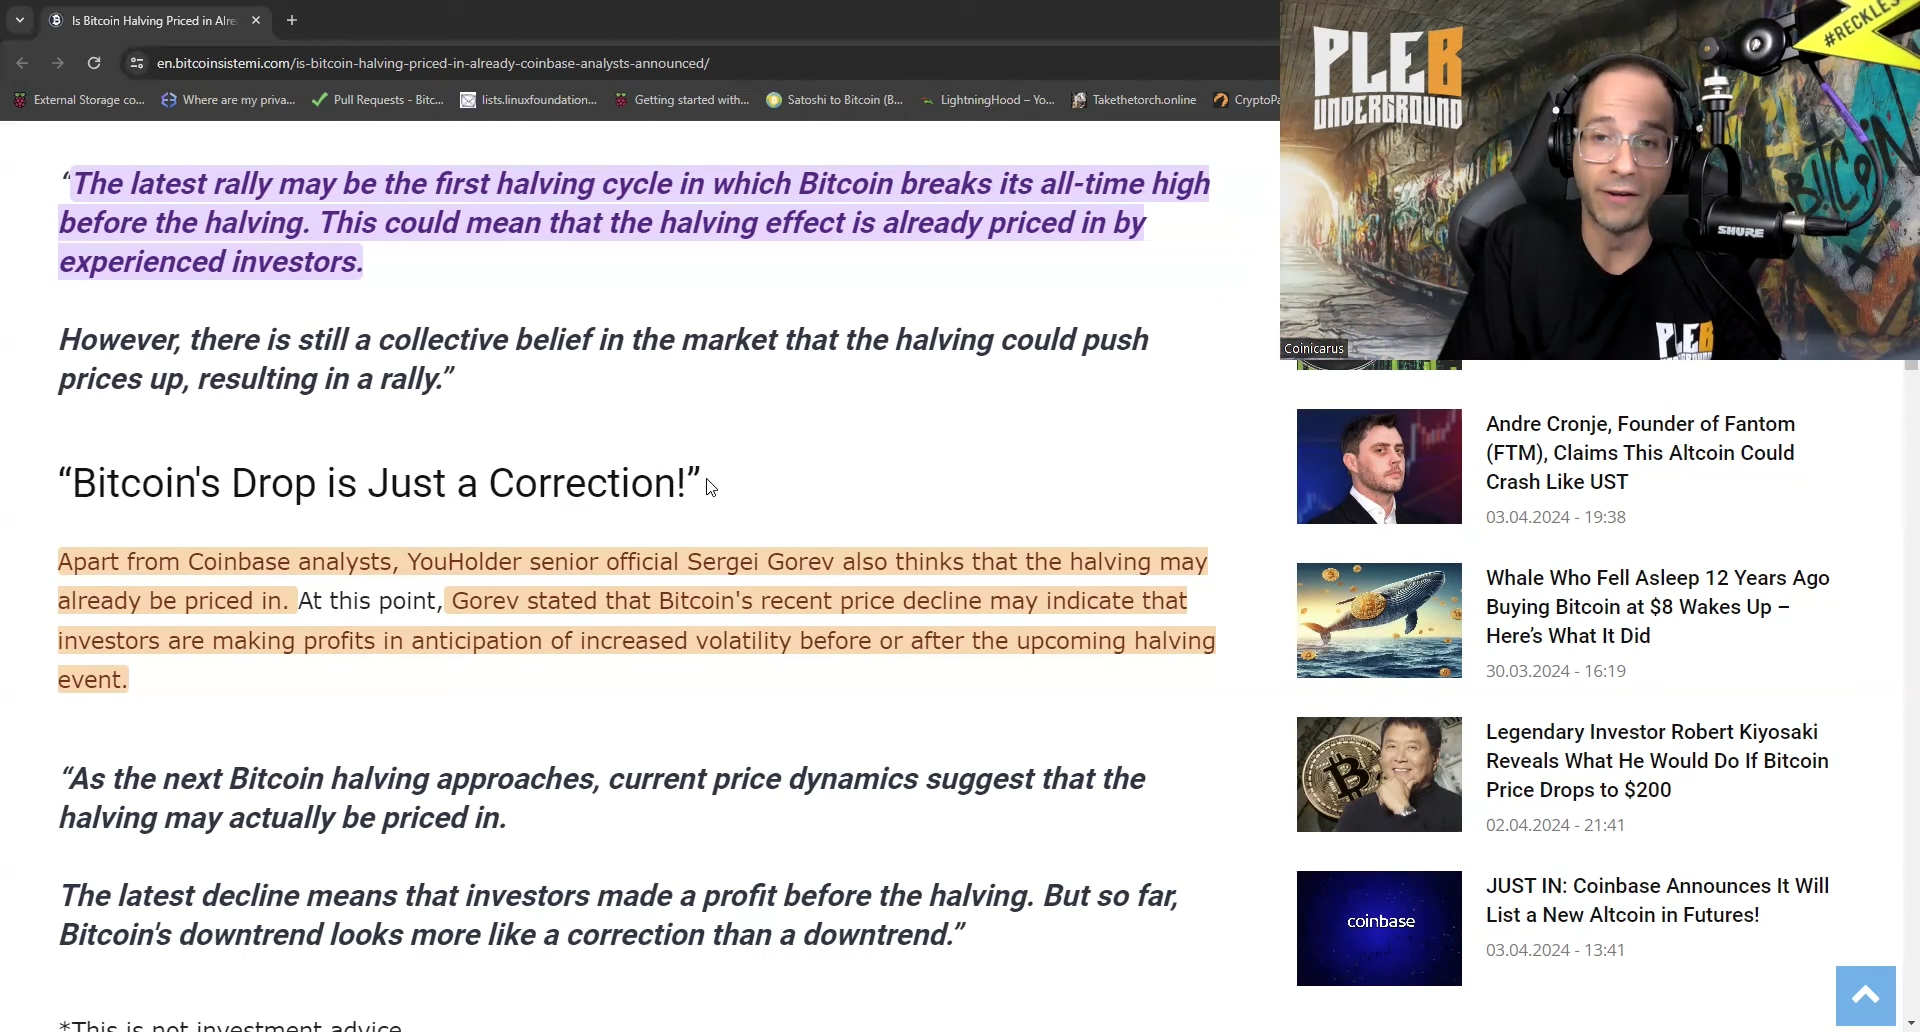 Is Bitcoin Halving Priced in Alre
en.bitcoinsistemi.com/is-bitcoin-halving-priced-in-already-coinbase-analysts-announced/
External Storage co...
Where are my priva...
Pull Requests - Bitc...
lists.linuxfoundation...
Getting started with...
Satoshi to Bitcoin (B...
LightningHood – Yo...
Takethetorch.online
CryptoPa
“The latest rally may be the first halving cycle in which Bitcoin breaks its all-time high
before the halving. This could mean that the halving effect is already priced in by
experienced investors.
However, there is still a collective belief in the market that the halving could push
prices up, resulting in a rally.”
“Bitcoin's Drop is Just a Correction!”
Apart from Coinbase analysts, YouHolder senior official Sergei Gorev also thinks that the halving may
already be priced in. At this point, Gorev stated that Bitcoin's recent price decline may indicate that
investors are making profits in anticipation of increased volatility before or after the upcoming halving
event.
“As the next Bitcoin halving approaches, current price dynamics suggest that the
halving may actually be priced in.
The latest decline means that investors made a profit before the halving. But so far,
Bitcoin's downtrend looks more like a correction than a downtrend.”
*This is not investment advice.
PLEB
UNDERGROUND
#RECKLES
BITCOIN
SHURE
PLEB
UNDERGROUND
Coinicarus
Andre Cronje, Founder of Fantom
(FTM), Claims This Altcoin Could
Crash Like UST
03.04.2024 - 19:38
Whale Who Fell Asleep 12 Years Ago
Buying Bitcoin at $8 Wakes Up –
Here’s What It Did
30.03.2024 - 16:19
Legendary Investor Robert Kiyosaki
Reveals What He Would Do If Bitcoin
Price Drops to $200
02.04.2024 - 21:41
coinbase
JUST IN: Coinbase Announces It Will
List a New Altcoin in Futures!
03.04.2024 - 13:41